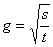 g = √(s/t)